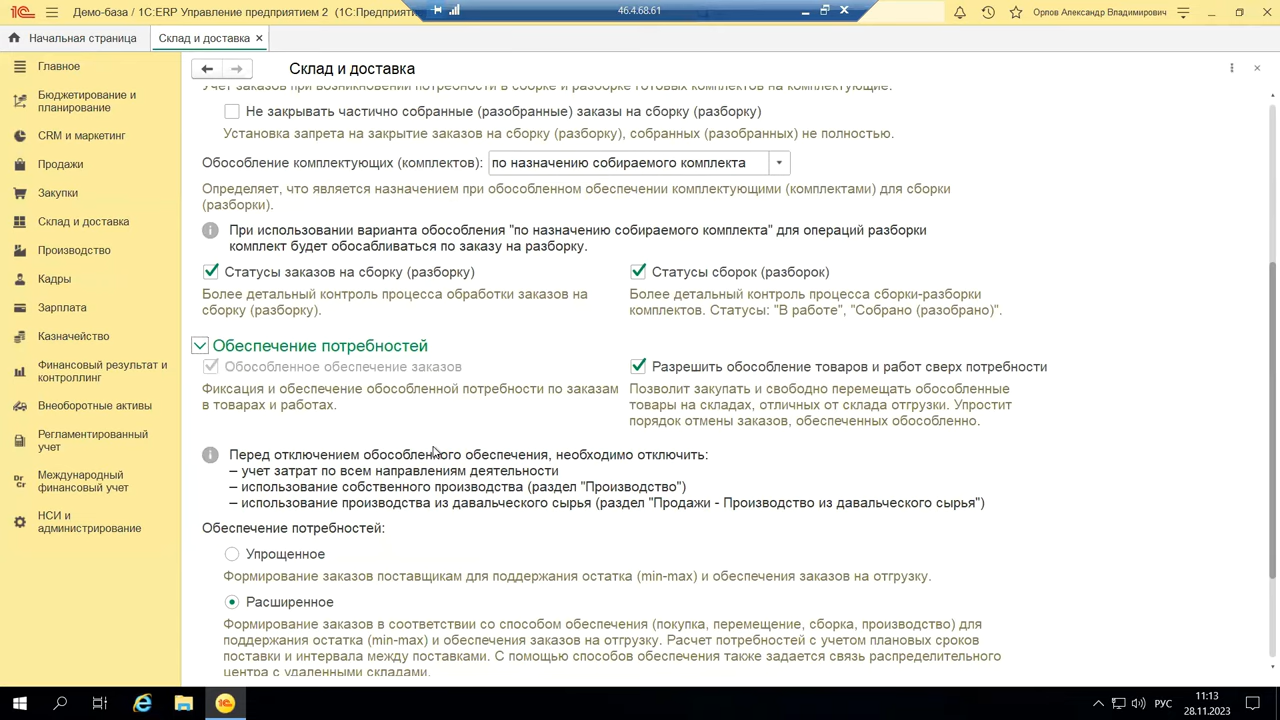 Демо-база / 1C:ERP Управление предприятием 2 (1С:Предприятие
46.4.68.61
Орлов Александр Владимирович
Начальная страница
Склад и доставка ×
Главное
Бюджетирование и
планирование
CRM и маркетинг
Продажи
Закупки
Склад и доставка
Производство
Кадры
Зарплата
Казначейство
Финансовый результат и
контроллинг
Внеоборотные активы
Регламентированный
учет
Международный
финансовый учет
НСИ и
администрирование
Склад и доставка
Учет заказов при возникновении потребности в сборке и разборке готовых комплектов на комплектующие.
Не закрывать частично собранные (разобранные) заказы на сборку (разборку)
Установка запрета на закрытие заказов на сборку (разборку), собранных (разобранных) не полностью.
Обособление комплектующих (комплектов): по назначению собираемого комплекта
Определяет, что является назначением при обособленном обеспечении комплектующими (комплектами) для сборки
(разборки).
При использовании варианта обособления "по назначению собираемого комплекта" для операций разборки
комплект будет обосабливаться по заказу на разборку.
Статусы заказов на сборку (разборку)
Более детальный контроль процесса обработки заказов на
сборку (разборку).
Статусы сборок (разборок)
Более детальный контроль процесса сборки-разборки
комплектов. Статусы: "В работе", "Собрано (разобрано)".
Обеспечение потребностей
Обособленное обеспечение заказов
Фиксация и обеспечение обособленной потребности по заказам
в товарах и работах.
Разрешить обособление товаров и работ сверх потребности
Позволит закупать и свободно перемещать обособленные
товары на складах, отличных от склада отгрузки. Упростит
порядок отмены заказов, обеспеченных обособленно.
Перед отключением обособленного обеспечения, необходимо отключить:
– учет затрат по всем направлениям деятельности
– использование собственного производства (раздел "Производство")
– использование производства из давальческого сырья (раздел "Продажи - Производство из давальческого сырья")
Обеспечение потребностей:
Упрощенное
Формирование заказов поставщикам для поддержания остатка (min-max) и обеспечения заказов на отгрузку.
Расширенное
Формирование заказов в соответствии со способом обеспечения (покупка, перемещение, сборка, производство) для
поддержания остатка (min-max) и обеспечения заказов на отгрузку. Расчет потребностей с учетом плановых сроков
поставки и интервала между поставками. С помощью способов обеспечения также задается связь распределительного
центра с удаленными складами.
РУС
11:13
28.11.2023